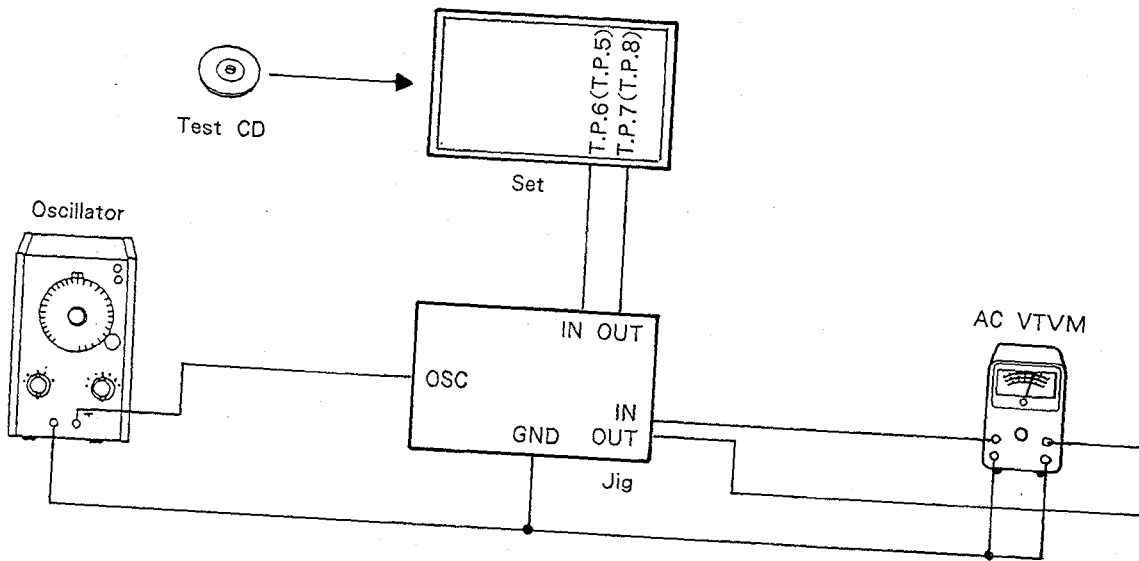 T.P.6(T.P.5)
T.P.7(T.P.8)
Test CD
Set
Oscillator
IN OUT
AC VTVM
OSC
IN
GND OUT
Jig